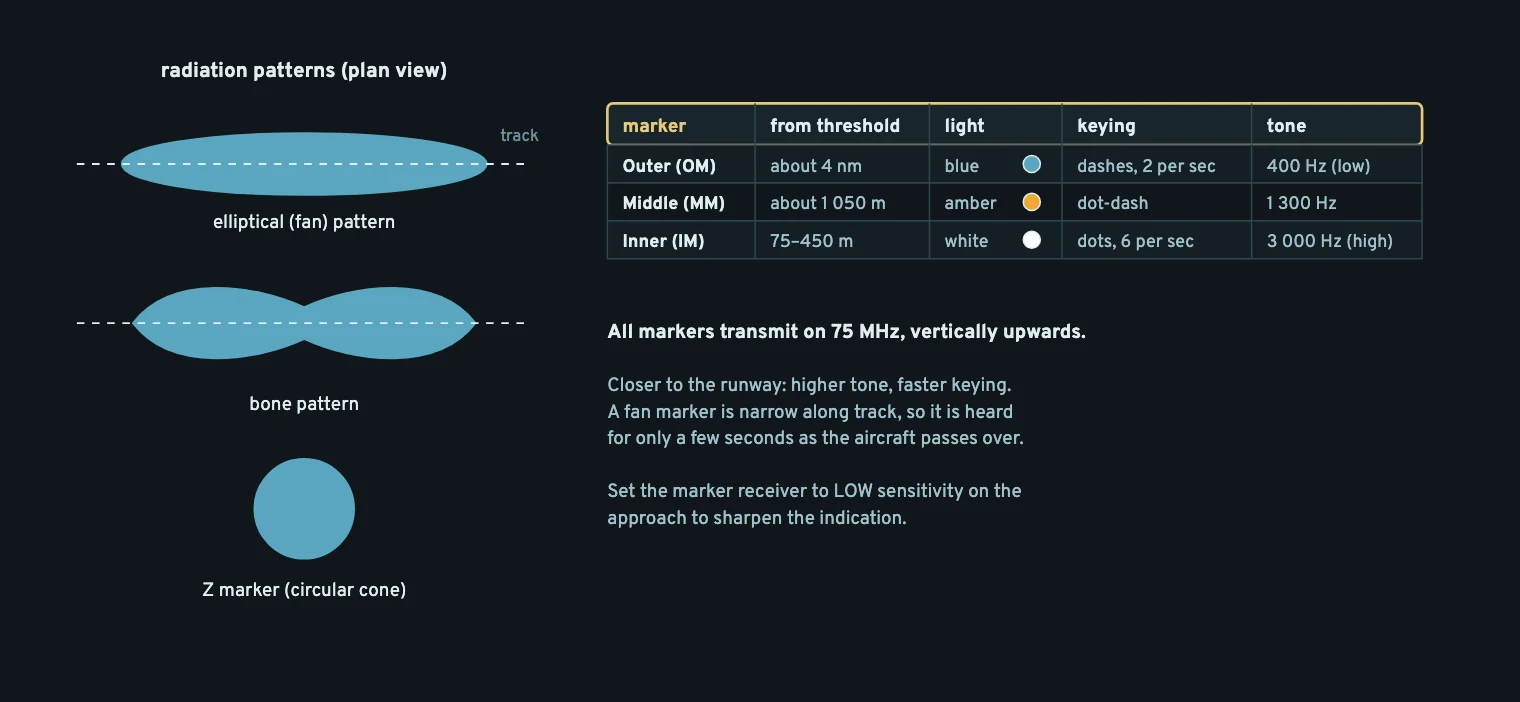 radiation patterns (plan view)
track
elliptical (fan) pattern
bone pattern
Z marker (circular cone)
marker from threshold light keying tone
Outer (OM) about 4 nm blue dashes, 2 per sec 400 Hz (low)
Middle (MM) about 1 050 m amber dot-dash 1 300 Hz
Inner (IM) 75–450 m white dots, 6 per sec 3 000 Hz (high)
All markers transmit on 75 MHz, vertically upwards.
Closer to the runway: higher tone, faster keying.
A fan marker is narrow along track, so it is heard
for only a few seconds as the aircraft passes over.
Set the marker receiver to LOW sensitivity on the
approach to sharpen the indication.